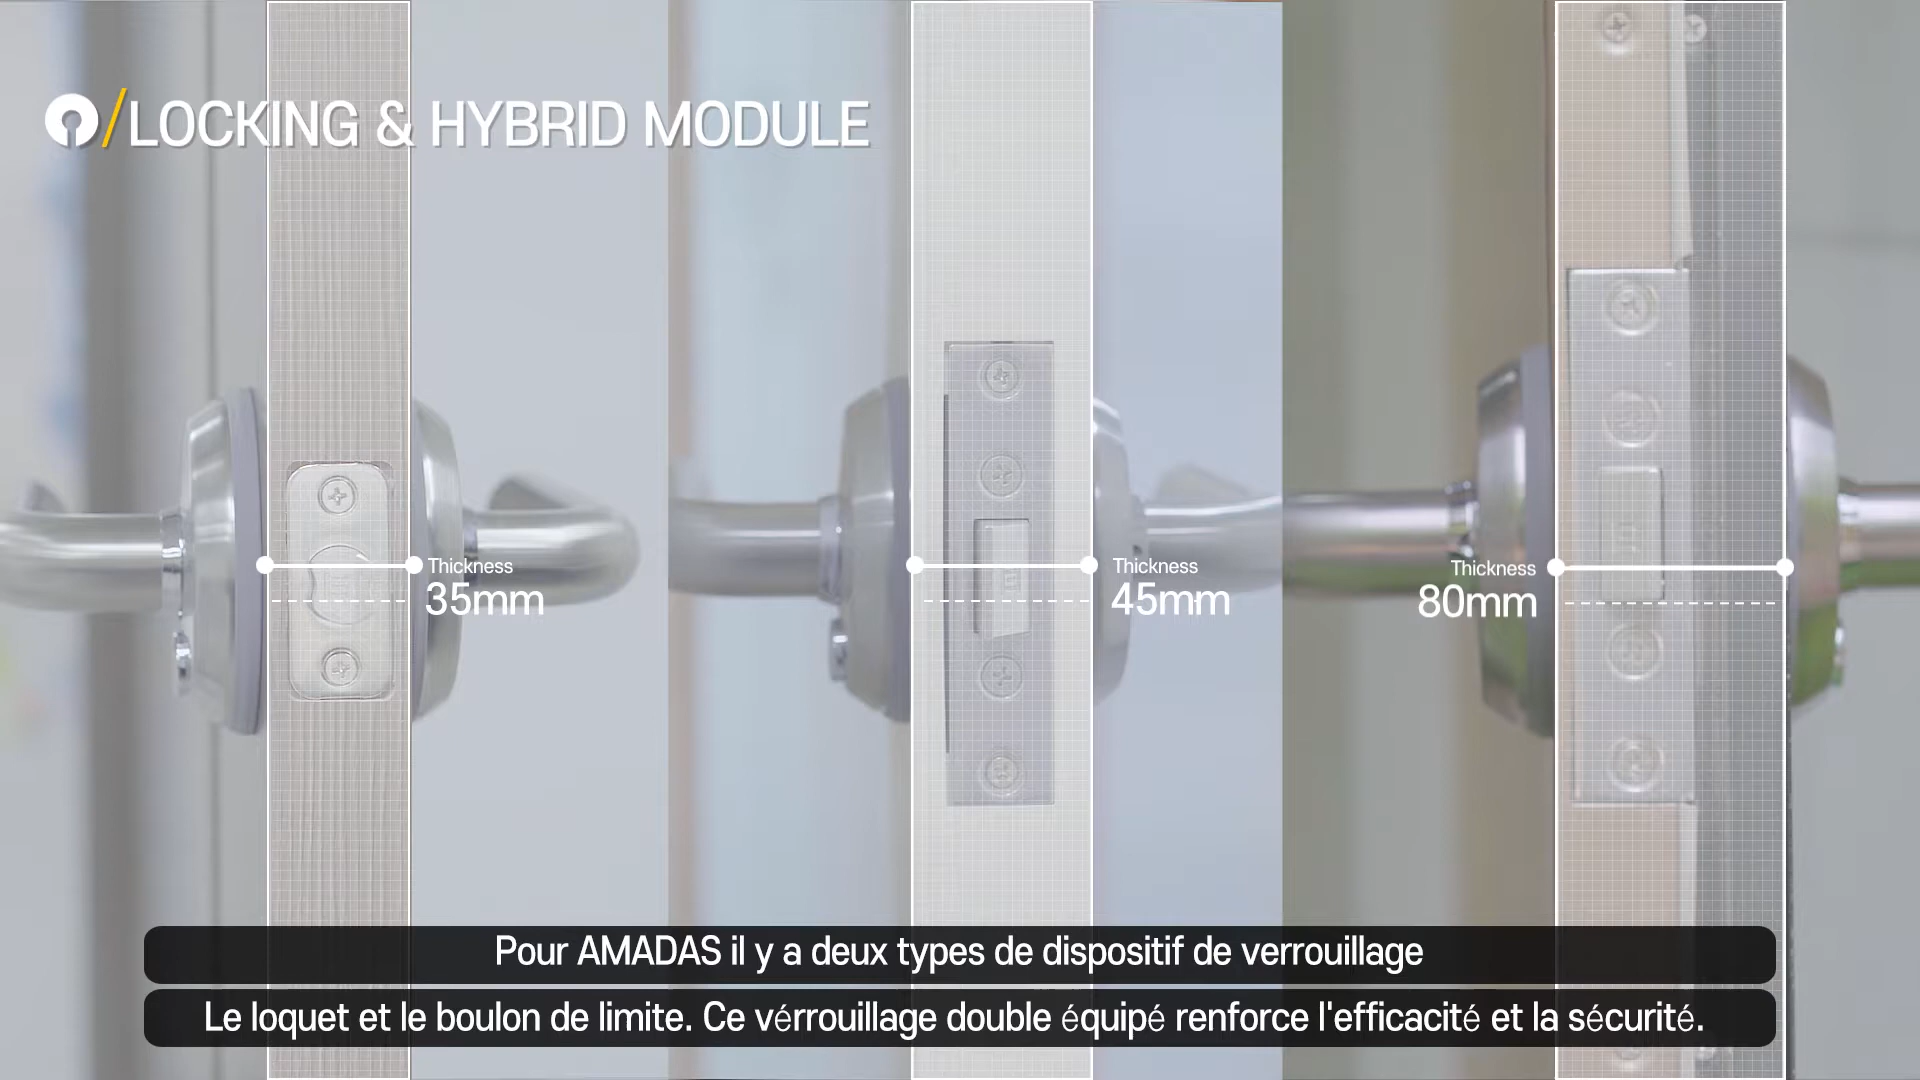 LOCKING & HYBRID MODULE
Thickness
35mm
Thickness
45mm
Thickness
80mm
Pour AMADAS il y a deux types de dispositif de verrouillage
Le loquet et le boulon de limite. Ce vérrouillage double équipé renforce l'efficacité et la sécurité.